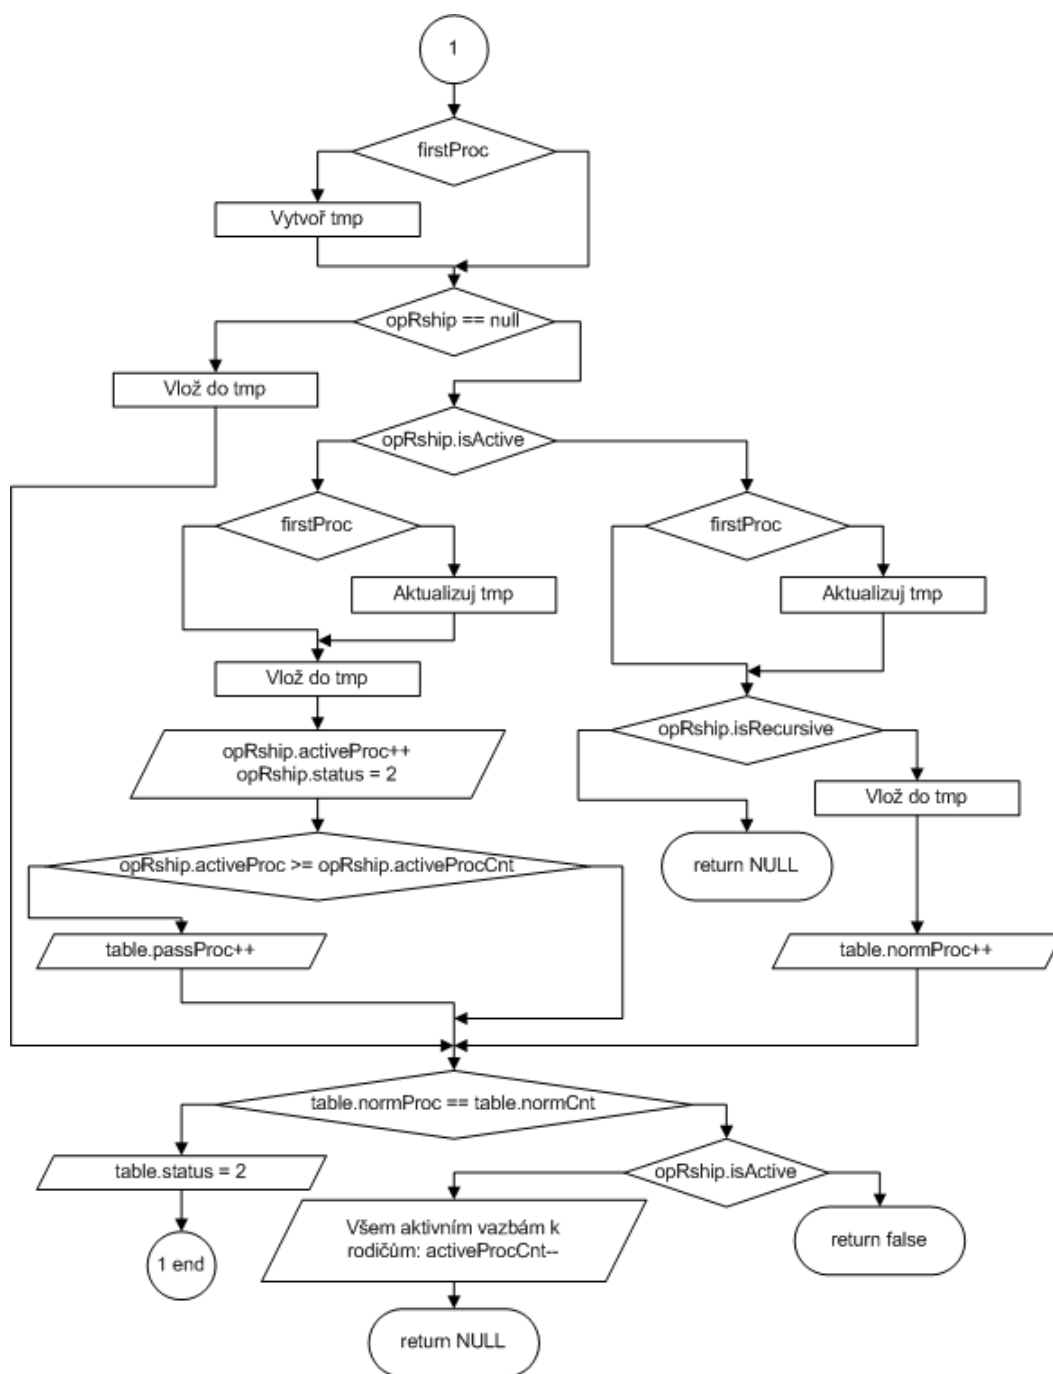 1
firstProc
Vytvoř tmp
opRship == null
Vlož do tmp
opRship.isActive
firstProc
firstProc
Aktualizuj tmp
Aktualizuj tmp
Vlož do tmp
opRship.isRecursive
opRship.activeProc++
opRship.status = 2
Vlož do tmp
opRship.activeProc >= opRship.activeProcCnt
return NULL
table.passProc++
table.normProc++
table.normProc == table.normCnt
table.status = 2
opRship.isActive
Všem aktivním vazbám k
rodičům: activeProcCnt--
return false
1 end
return NULL